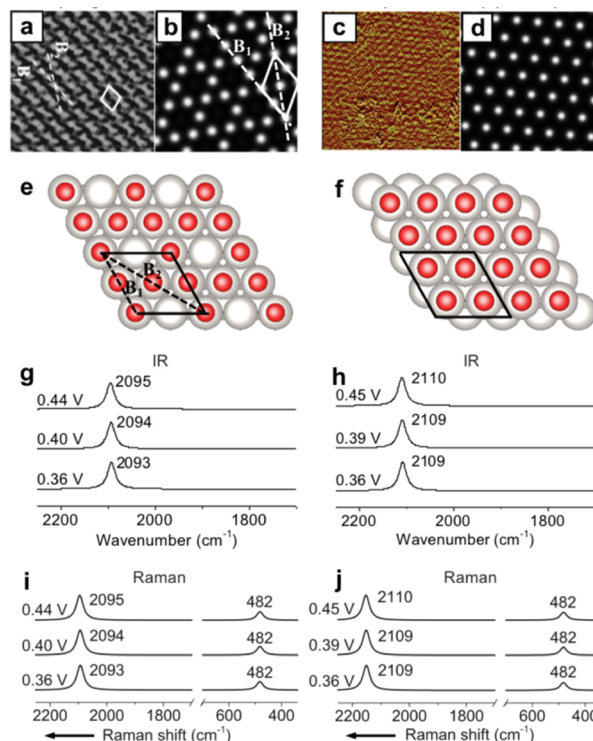 a
b
c
d
B₁
B₂
B₁
B₂
e
f
B₁
B₂
g
IR
h
IR
0.44 V
2095
0.40 V
2094
0.36 V
2093
2200
2000
1800
Wavenumber (cm⁻¹)
0.45 V
2110
0.39 V
2109
0.36 V
2109
2200
2000
1800
Wavenumber (cm⁻¹)
i
Raman
j
Raman
0.44 V
2095
482
0.40 V
2094
482
0.36 V
2093
482
2200
2000
600
400
Raman shift (cm⁻¹)
0.45 V
2110
482
0.39 V
2109
482
0.36 V
2109
482
2200
2000
600
400
Raman shift (cm⁻¹)